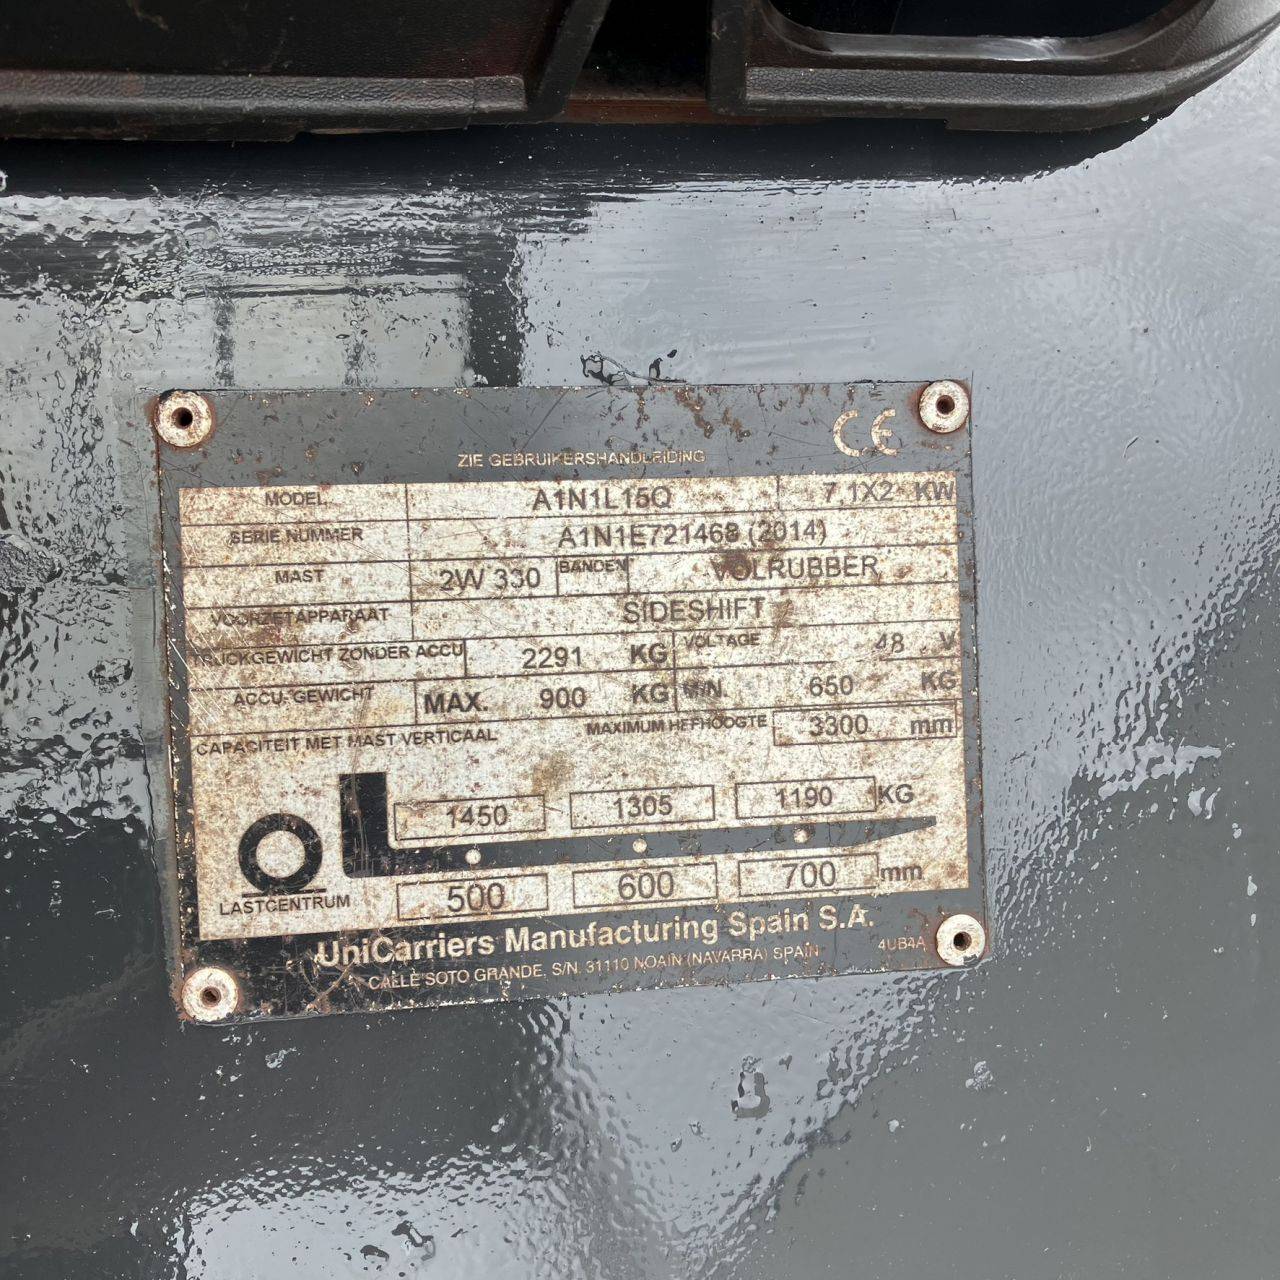 CE
ZIE GEBRUIKERSHANDLEIDING
MODEL A1N1L15Q 7,1X2 KW
SERIE NUMMER A1N1E721468 (2014)
MAST 2W 330 BANDEN VOLRUBBER
VOORZETAPPARAAT SIDESHIFT
TRUCKGEWICHT ZONDER ACCU 2291 KG VOLTAGE 48 V
ACCU-GEWICHT MAX. 900 KG MIN. 650 KG
CAPACITEIT MET MAST VERTICAAL MAXIMUM HEFHOOGTE 3300 mm
1450 1305 1190 KG
LASTCENTRUM 500 600 700 mm
UniCarriers Manufacturing Spain S.A.
CALLE SOTO GRANDE, S/N. 31110 NOAIN (NAVARRA) SPAIN 4UB4A